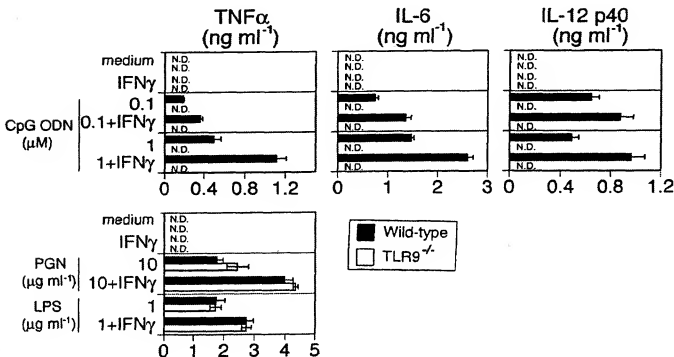 TNFα
(ng ml⁻¹)
IL-6
(ng ml⁻¹)
IL-12 p40
(ng ml⁻¹)
medium N.D. N.D. N.D.
N.D. N.D. N.D.
IFNγ N.D. N.D. N.D.
N.D. N.D. N.D.
CpG ODN
(μM)
0.1
N.D. N.D. N.D.
0.1+IFNγ
N.D. N.D. N.D.
1
N.D. N.D. N.D.
1+IFNγ
N.D. N.D. N.D.
0 0.4 0.8 1.2
0 1 2 3
0 0.4 0.8 1.2
medium N.D.
N.D.
IFNγ N.D.
N.D.
PGN
(μg ml⁻¹)
10
10+IFNγ
LPS
(μg ml⁻¹)
1
1+IFNγ
0 1 2 3 4 5
Wild-type
TLR9⁻/⁻